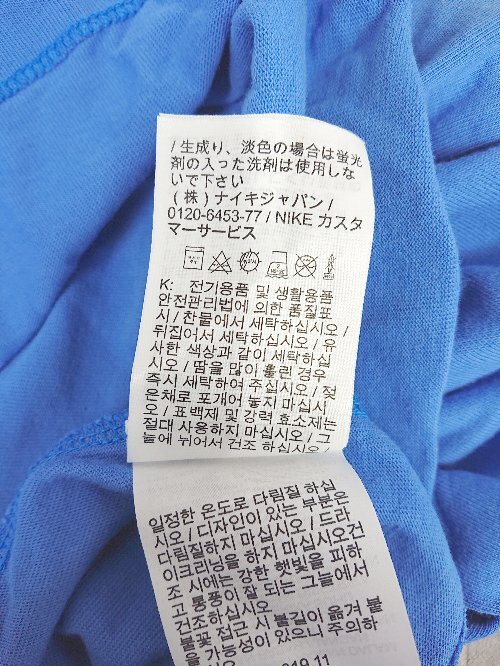 / 生成り、淡色の場合は蛍光
剤の入った洗剤は使用しな
いで下さい
(株) ナイキジャパン /
0120-6453-77 / NIKE カスタ
マーサービス
K: 전기용품 및 생활용품
안전관리법에 의한 품질표
시 / 찬물에서 세탁하십시오 /
뒤집어서 세탁하십시오 / 유
사한 색상과 같이 세탁하십
시오 / 땀을 많이 흘린 경우
즉시 세탁하여 주십시오 / 젖
은채로 포개어 놓지 마십시
오 / 표백제 및 강력 효소제는
절대 사용하지 마십시오 / 그
늘에 뉘어서 건조 하십시오 /
일정한 온도로 다림질 하십
시오 / 디자인이 있는 부분은
다림질하지 마십시오 / 드라
이크리닝을 하지 마십시오건
조 시에는 강한 햇빛을 피하
고 통풍이 잘 되는 그늘에서
건조하십시오 /
불꽃 접근 시 불길이 옮겨 붙
을 가능성이 있으니 주의하